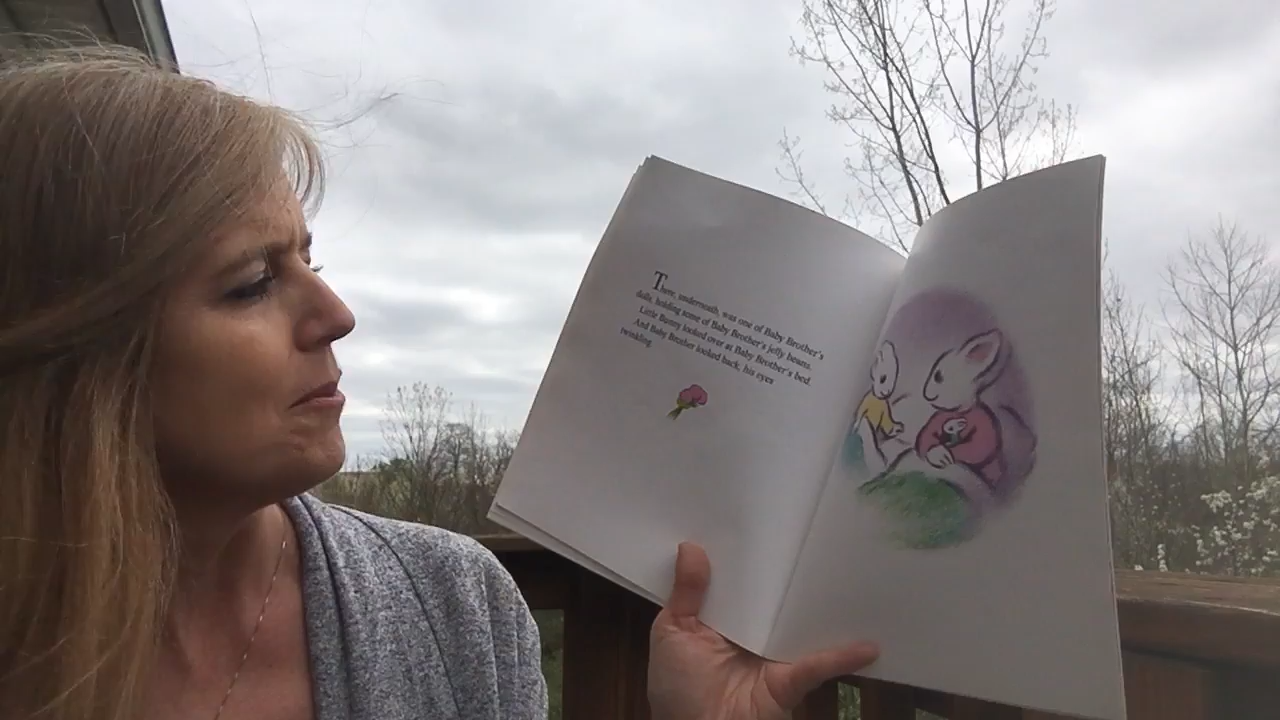 There, underneath, was one of Baby Brother's
dolls, holding some of Baby Brother's jelly beans.
Little Bunny looked over at Baby Brother's bed.
And Baby Brother looked back, his eyes
twinkling.